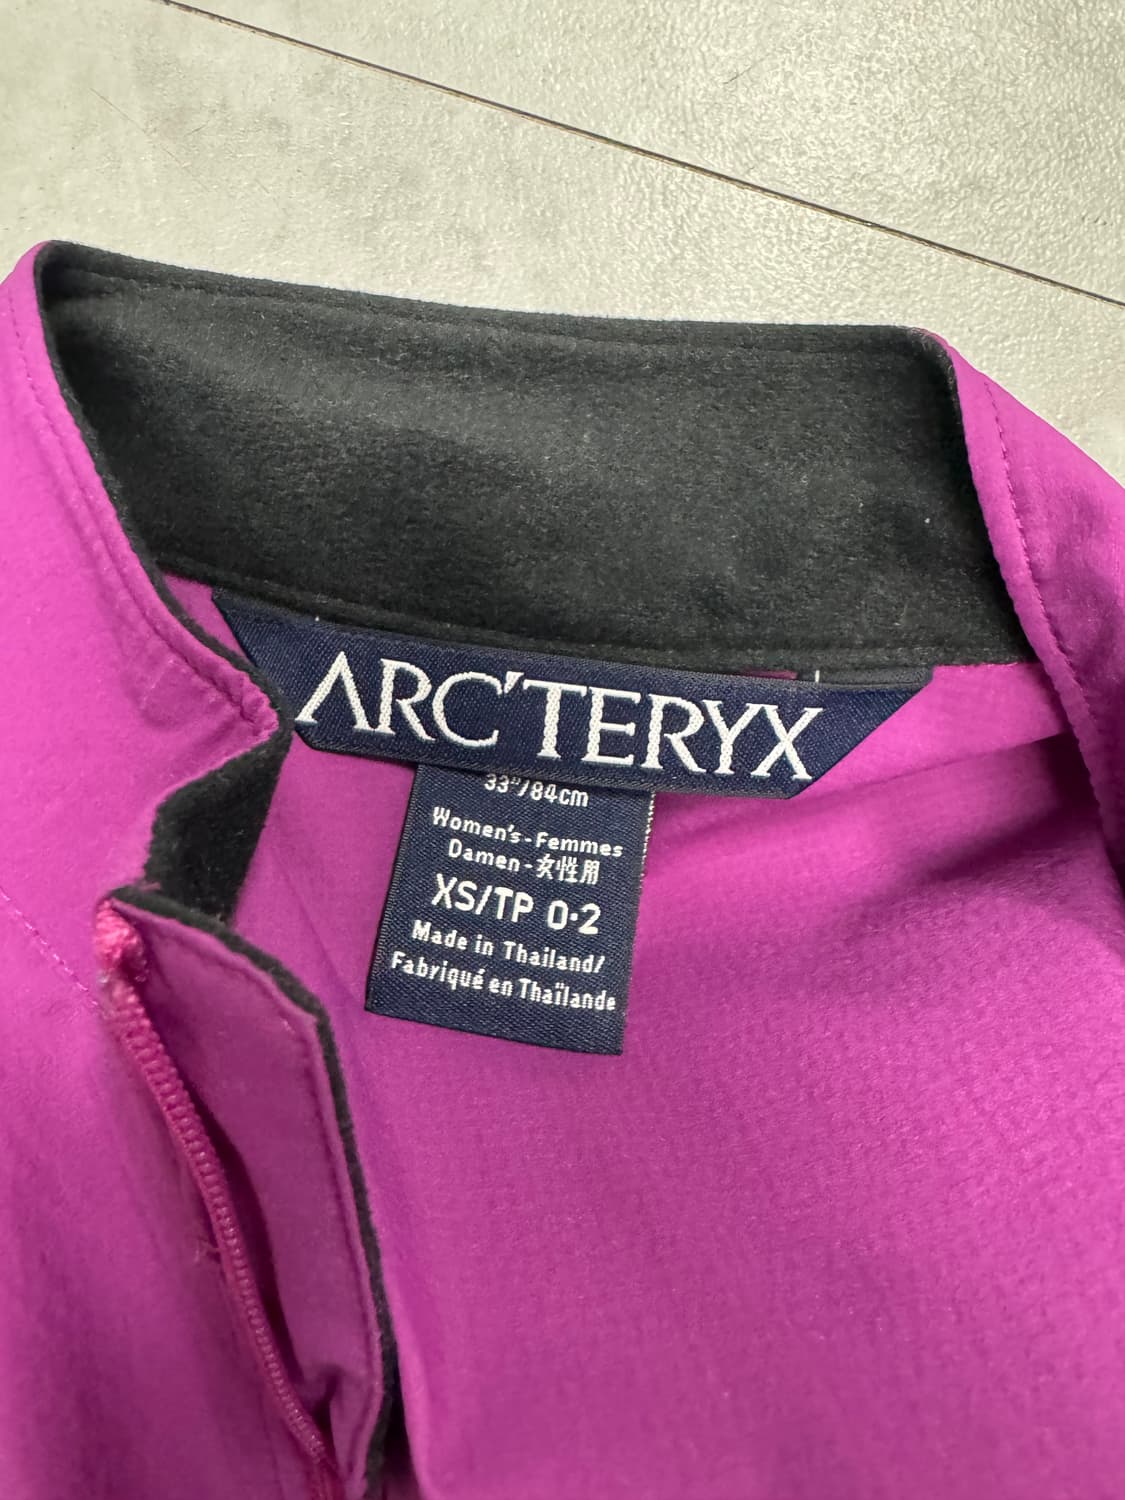 ARC'TERYX
33"/84cm
Women's-Femmes
Damen-女性用
XS/TP 0·2
Made in Thailand/
Fabriqué en Thaïlande